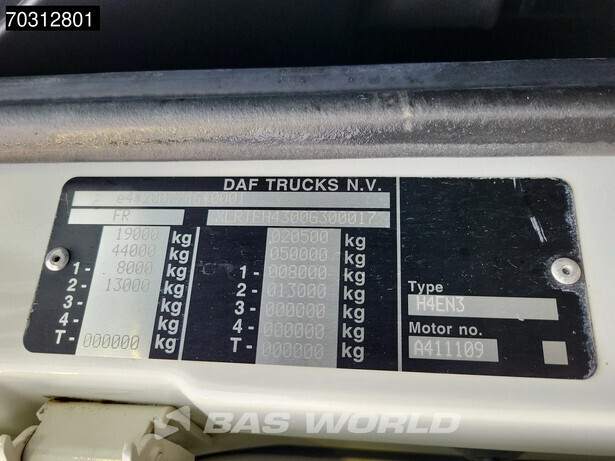 70312801
DAF TRUCKS N.V.
FR XLRTEH4300G300017
19000 kg 020500 kg
44000 kg 050000 kg
1- 8000 kg 1- 008000 kg
2- 13000 kg 2- 013000 kg
3- kg 3- 000000 kg
4- kg 4- 000000 kg
T- 000000 kg T- 000000 kg
Type
H4EN3
Motor no.
A411109
BAS WORLD